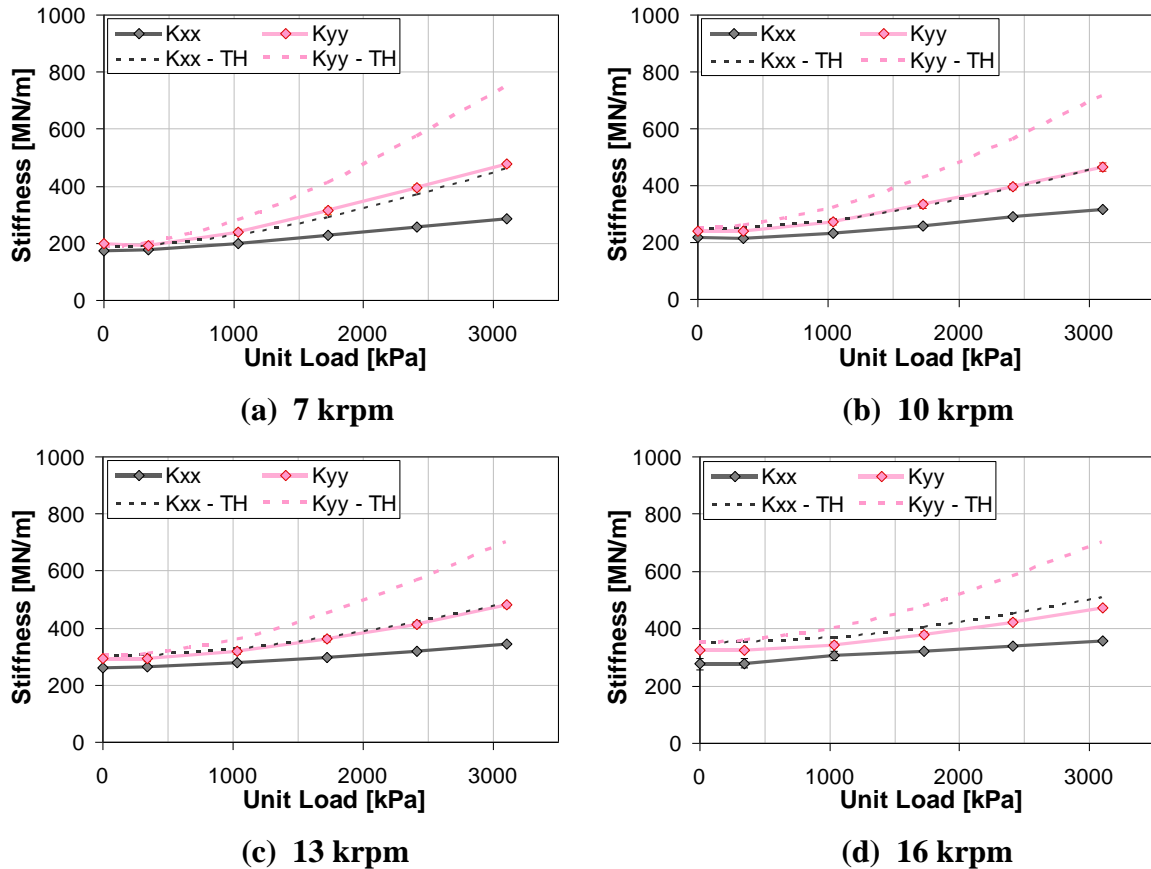 1000
800
600
400
200
0
Stiffness [MN/m]
Kxx Kyy
Kxx - TH Kyy - TH
0 1000 2000 3000
Unit Load [kPa]
(a) 7 krpm
1000
800
600
400
200
0
Stiffness [MN/m]
Kxx Kyy
Kxx - TH Kyy - TH
0 1000 2000 3000
Unit Load [kPa]
(b) 10 krpm
1000
800
600
400
200
0
Stiffness [MN/m]
Kxx Kyy
Kxx - TH Kyy - TH
0 1000 2000 3000
Unit Load [kPa]
(c) 13 krpm
1000
800
600
400
200
0
Stiffness [MN/m]
Kxx Kyy
Kxx - TH Kyy - TH
0 1000 2000 3000
Unit Load [kPa]
(d) 16 krpm